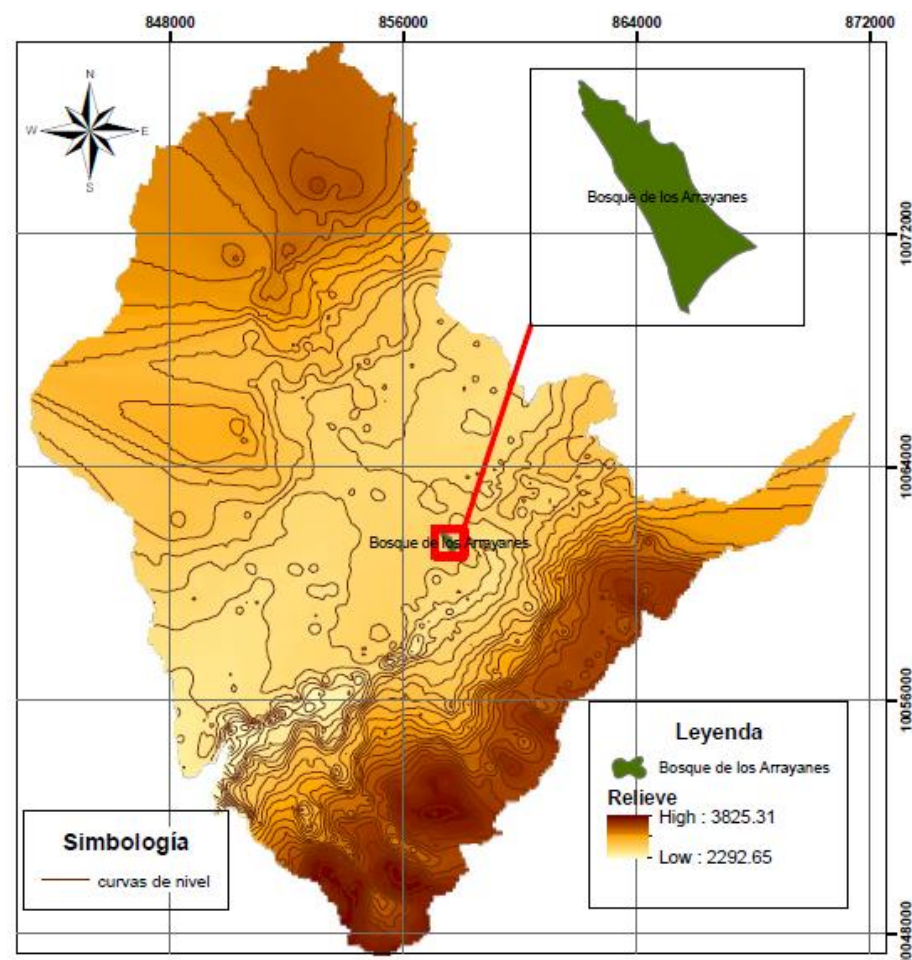 848000 856000 864000 872000
N
W E
S
Bosque de los Arrayanes
10072000
10064000
Bosque de los Arrayanes
10056000
Leyenda
Bosque de los Arrayanes
Relieve
High : 3825.31
Low : 2292.65
Simbología
curvas de nivel
10048000